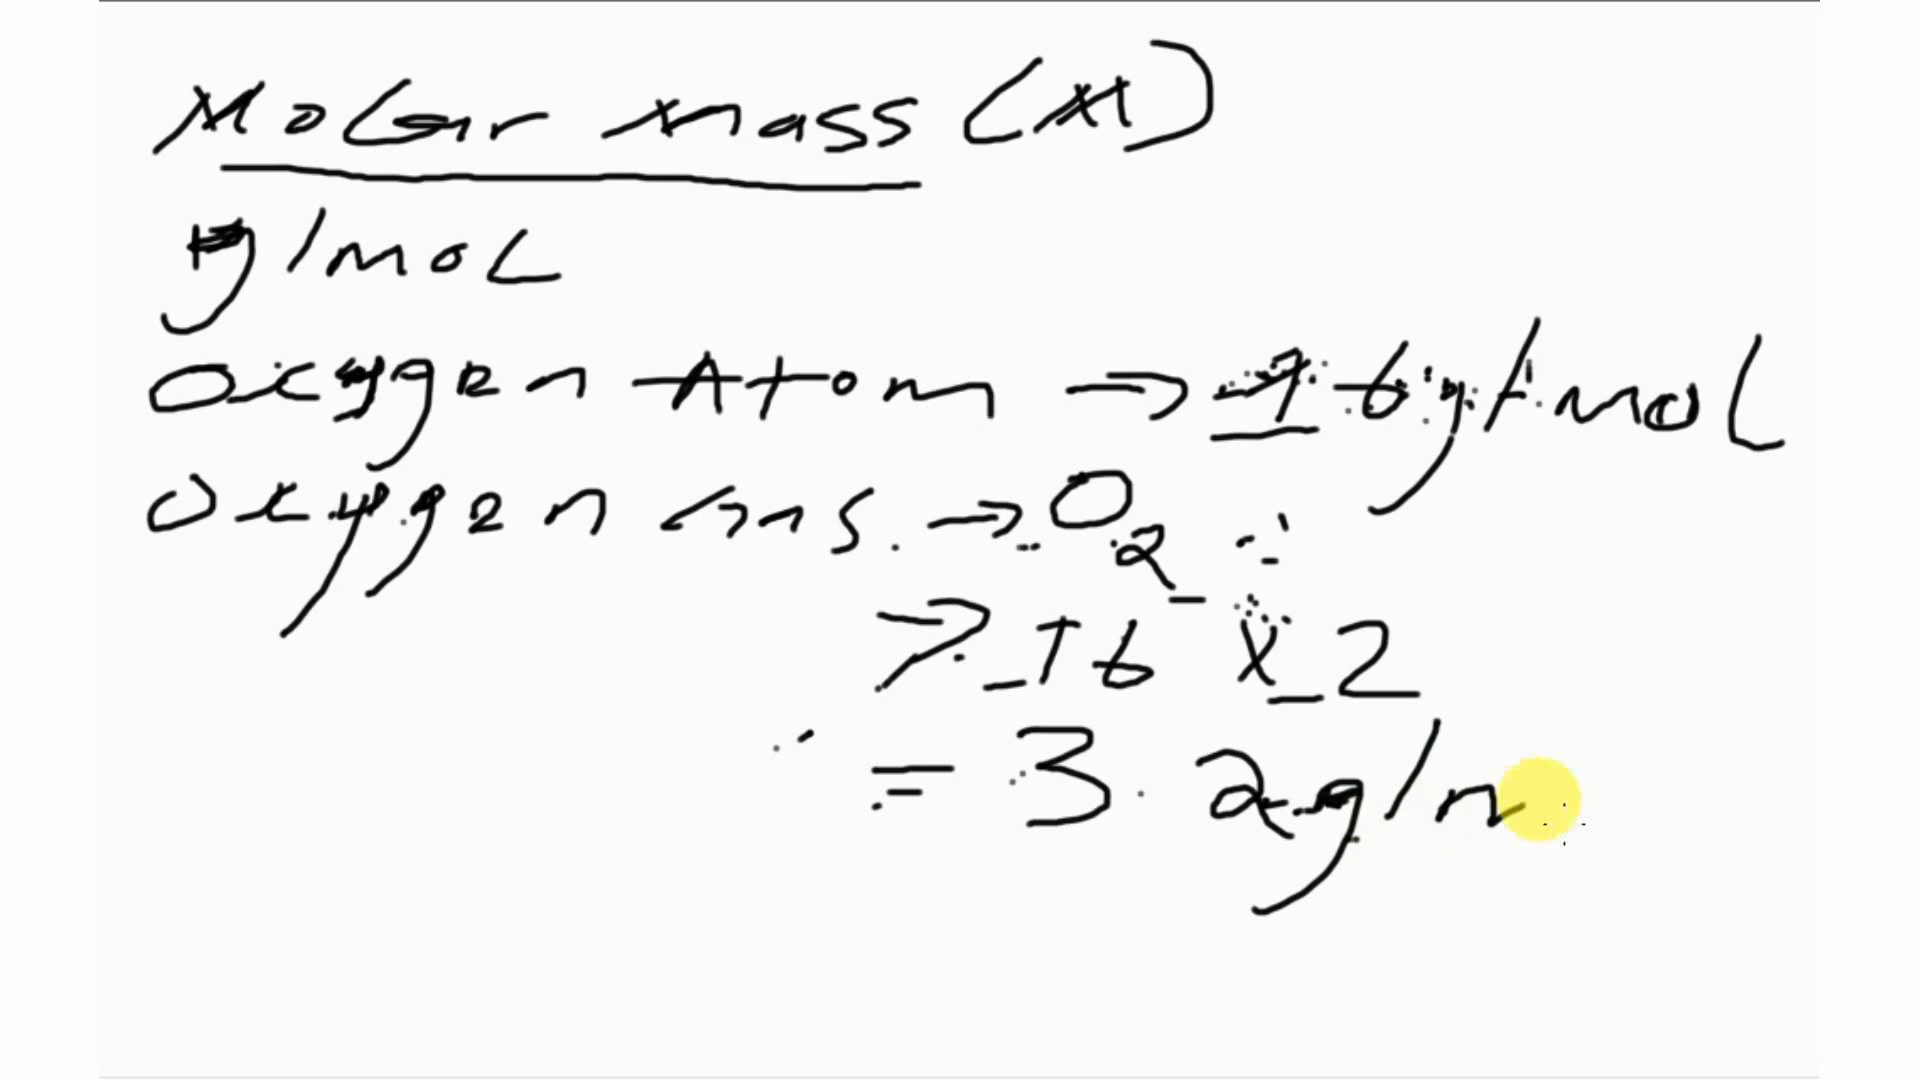 Molar mass (M)
g/mol
Oxygen Atom → 16 g/mol
Oxygen gas → O2
⇒ 16 x 2
= 32 g/m